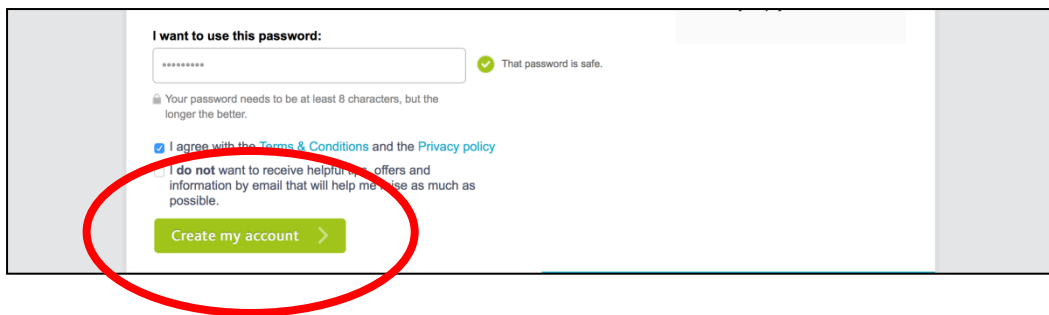 I want to use this password:
•••••••••
That password is safe.
Your password needs to be at least 8 characters, but the
longer the better.
I agree with the Terms & Conditions and the Privacy policy
I do not want to receive helpful tips, offers and
information by email that will help me raise as much as
possible.
Create my account